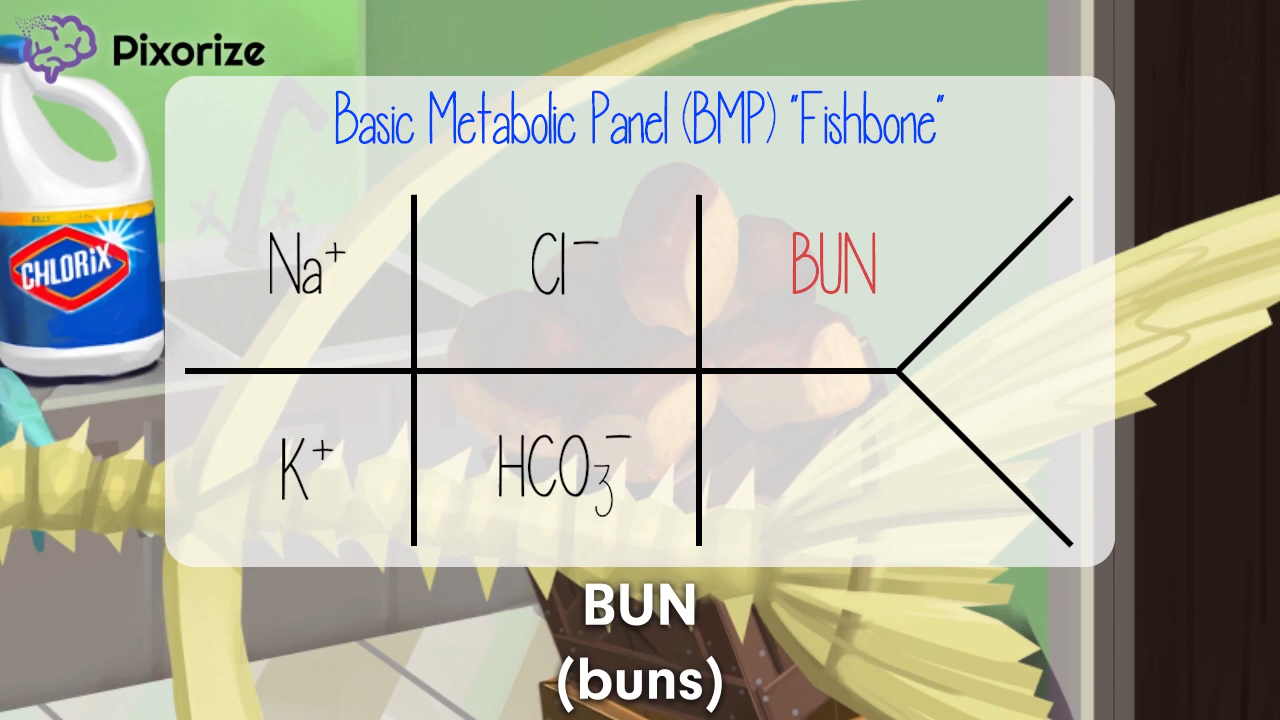 Pixorize
Basic Metabolic Panel (BMP) "Fishbone"
Na⁺ Cl⁻ BUN
K⁺ HCO₃⁻
CHLORiX
BUN
(buns)